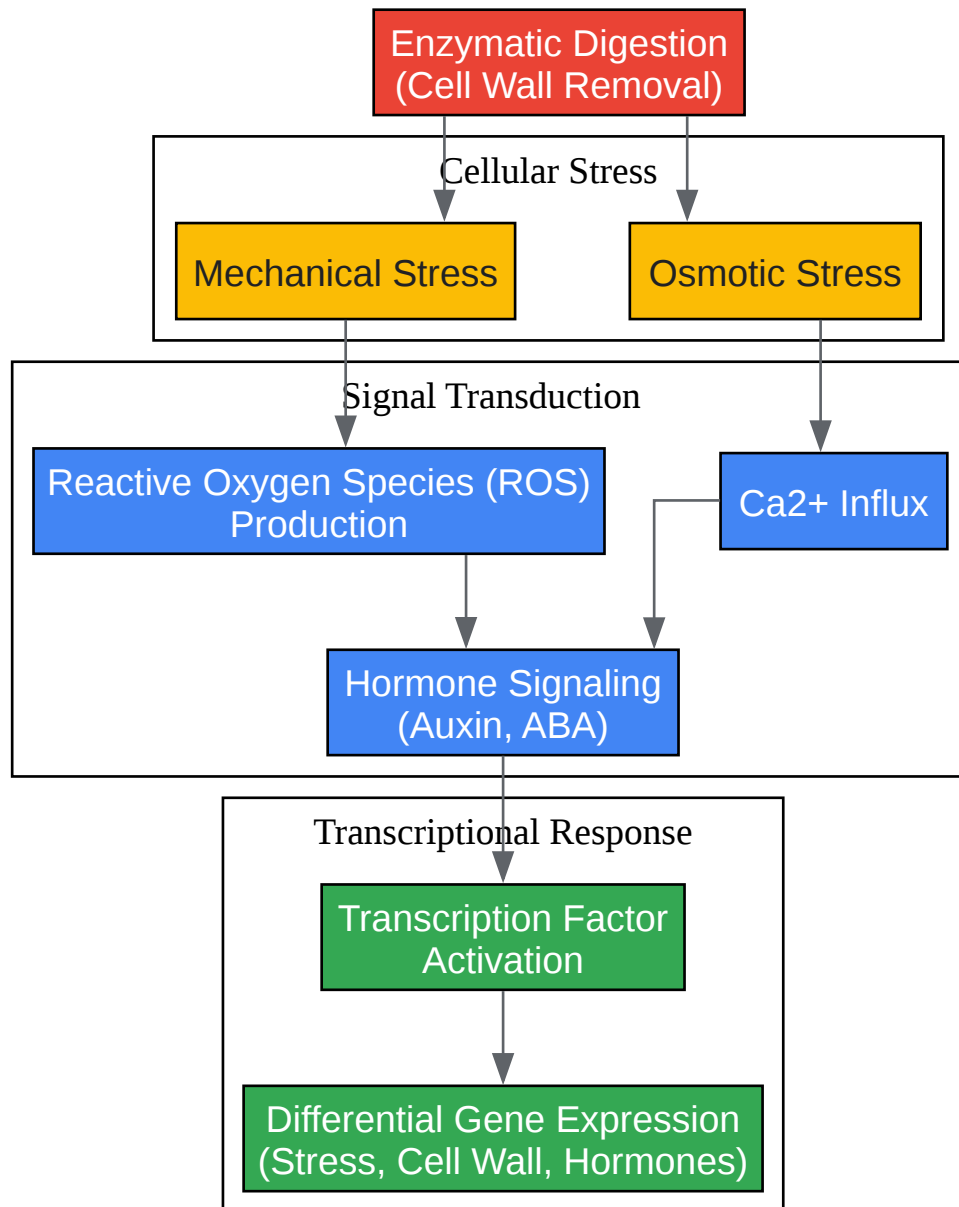 Enzymatic Digestion
(Cell Wall Removal)
Cellular Stress
Mechanical Stress
Osmotic Stress
Signal Transduction
Reactive Oxygen Species (ROS)
Production
Ca2+ Influx
Hormone Signaling
(Auxin, ABA)
Transcriptional Response
Transcription Factor
Activation
Differential Gene Expression
(Stress, Cell Wall, Hormones)